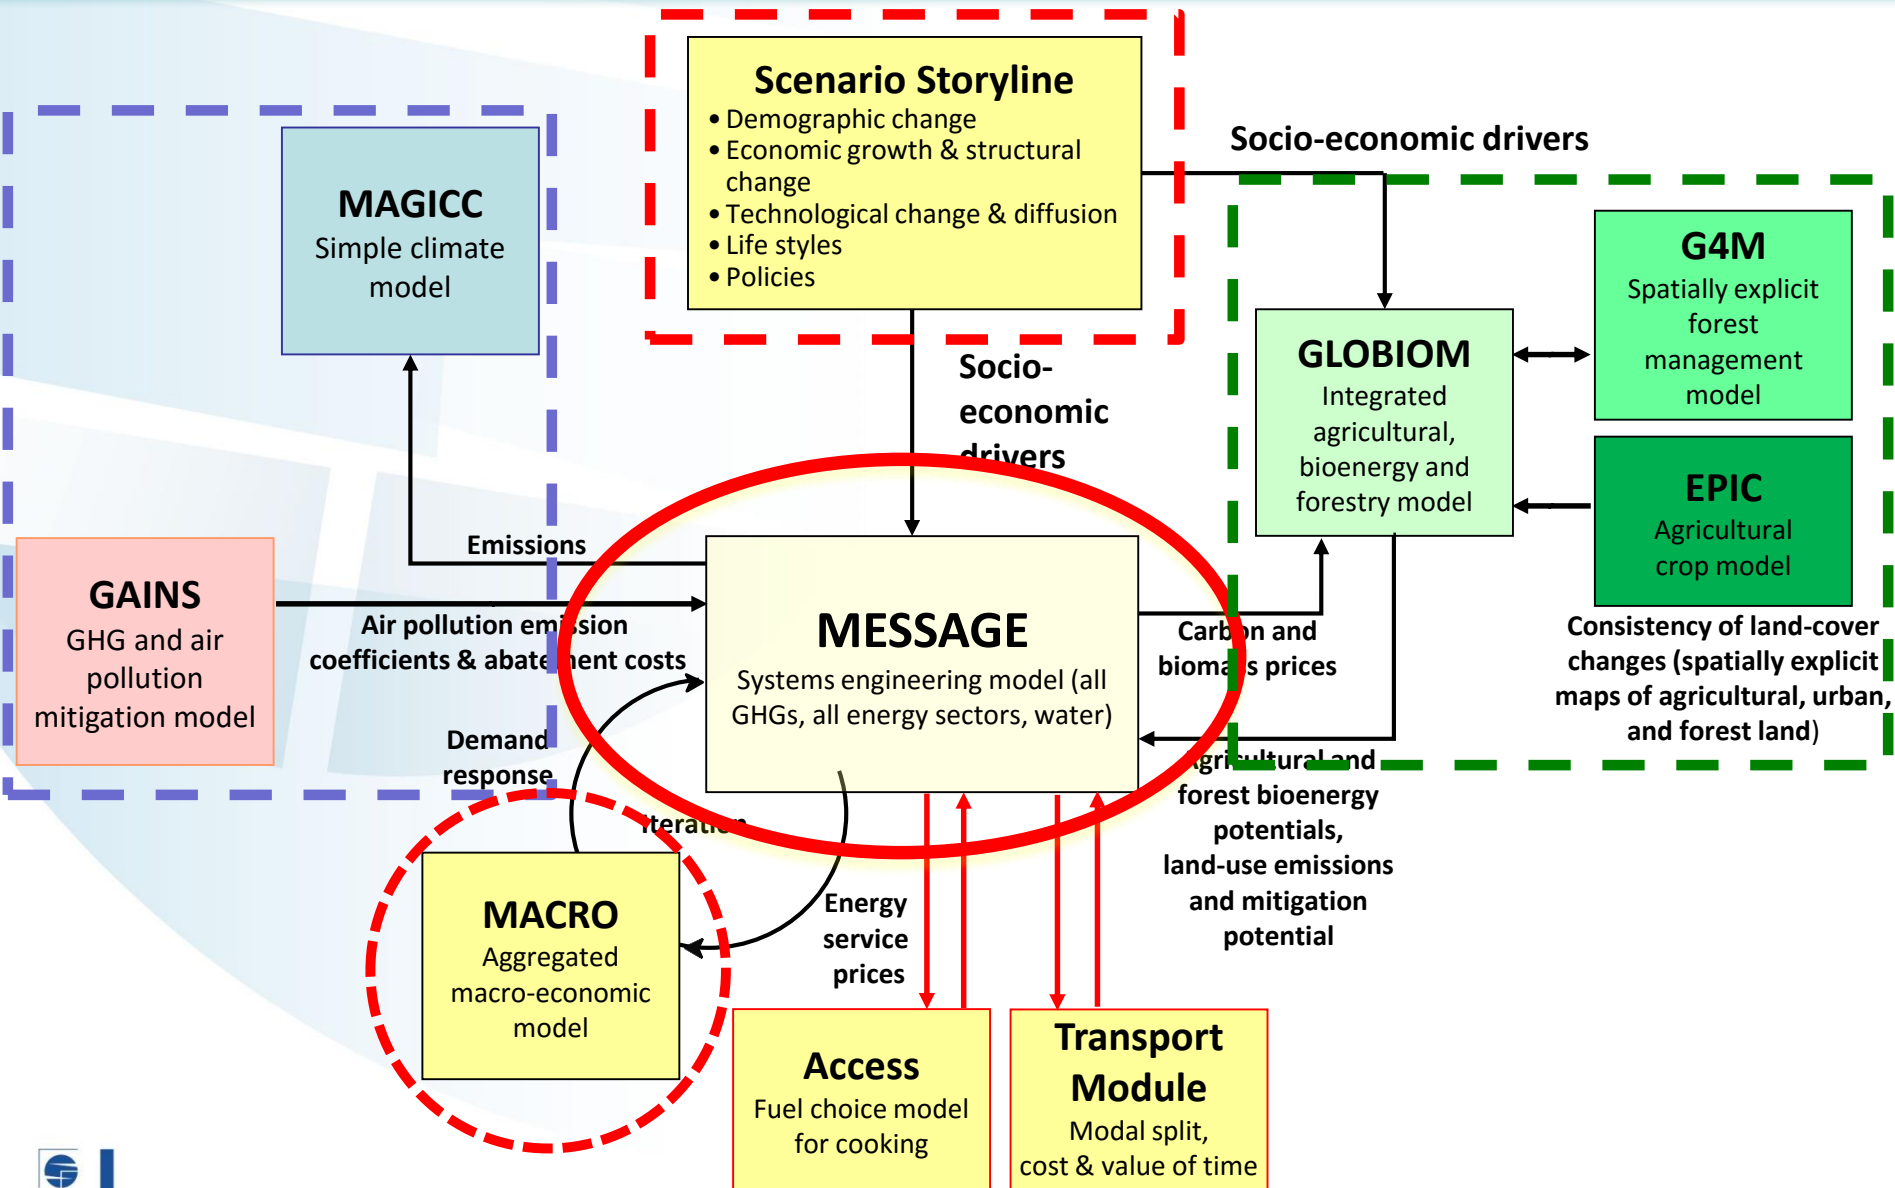 Scenario Storyline
• Demographic change
• Economic growth & structural
change
• Technological change & diffusion
• Life styles
• Policies
Socio-economic drivers
MAGICC
Simple climate
model
G4M
Spatially explicit
forest
management
model
GLOBIOM
Integrated
agricultural,
bioenergy and
forestry model
Socio-
economic
drivers
EPIC
Agricultural
crop model
Emissions
GAINS
GHG and air
pollution
mitigation model
Air pollution emission
coefficients & abatement costs
MESSAGE
Systems engineering model (all
GHGs, all energy sectors, water)
Carbon and
biomass prices
Consistency of land-cover
changes (spatially explicit
maps of agricultural, urban,
and forest land)
Demand
response
Iteration
Agricultural and
forest bioenergy
potentials,
land-use emissions
and mitigation
potential
MACRO
Aggregated
macro-economic
model
Energy
service
prices
Access
Fuel choice model
for cooking
Transport
Module
Modal split,
cost & value of time